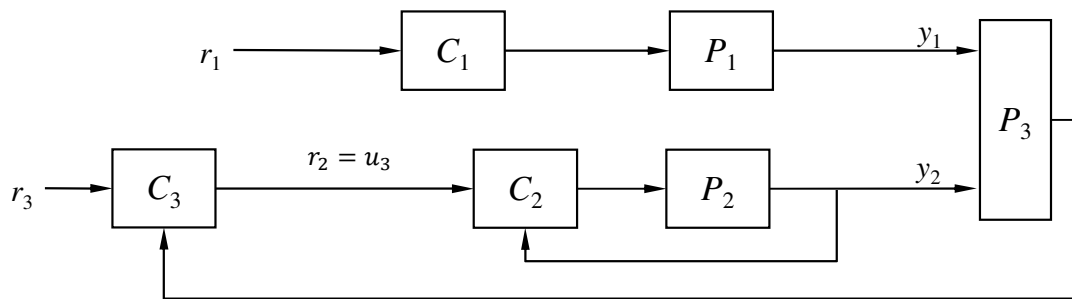 r₁
C₁
P₁
y₁
P₃
r₃
C₃
r₂ = u₃
C₂
P₂
y₂